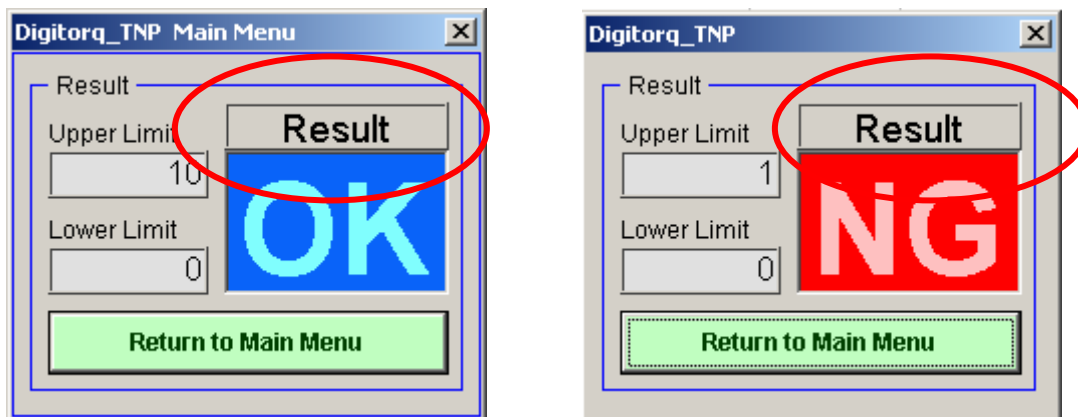 Digitorq_TNP Main Menu
Result
Upper Limit
Result
10
OK
Lower Limit
0
Return to Main Menu
Digitorq_TNP
Result
Upper Limit
Result
1
NG
Lower Limit
0
Return to Main Menu